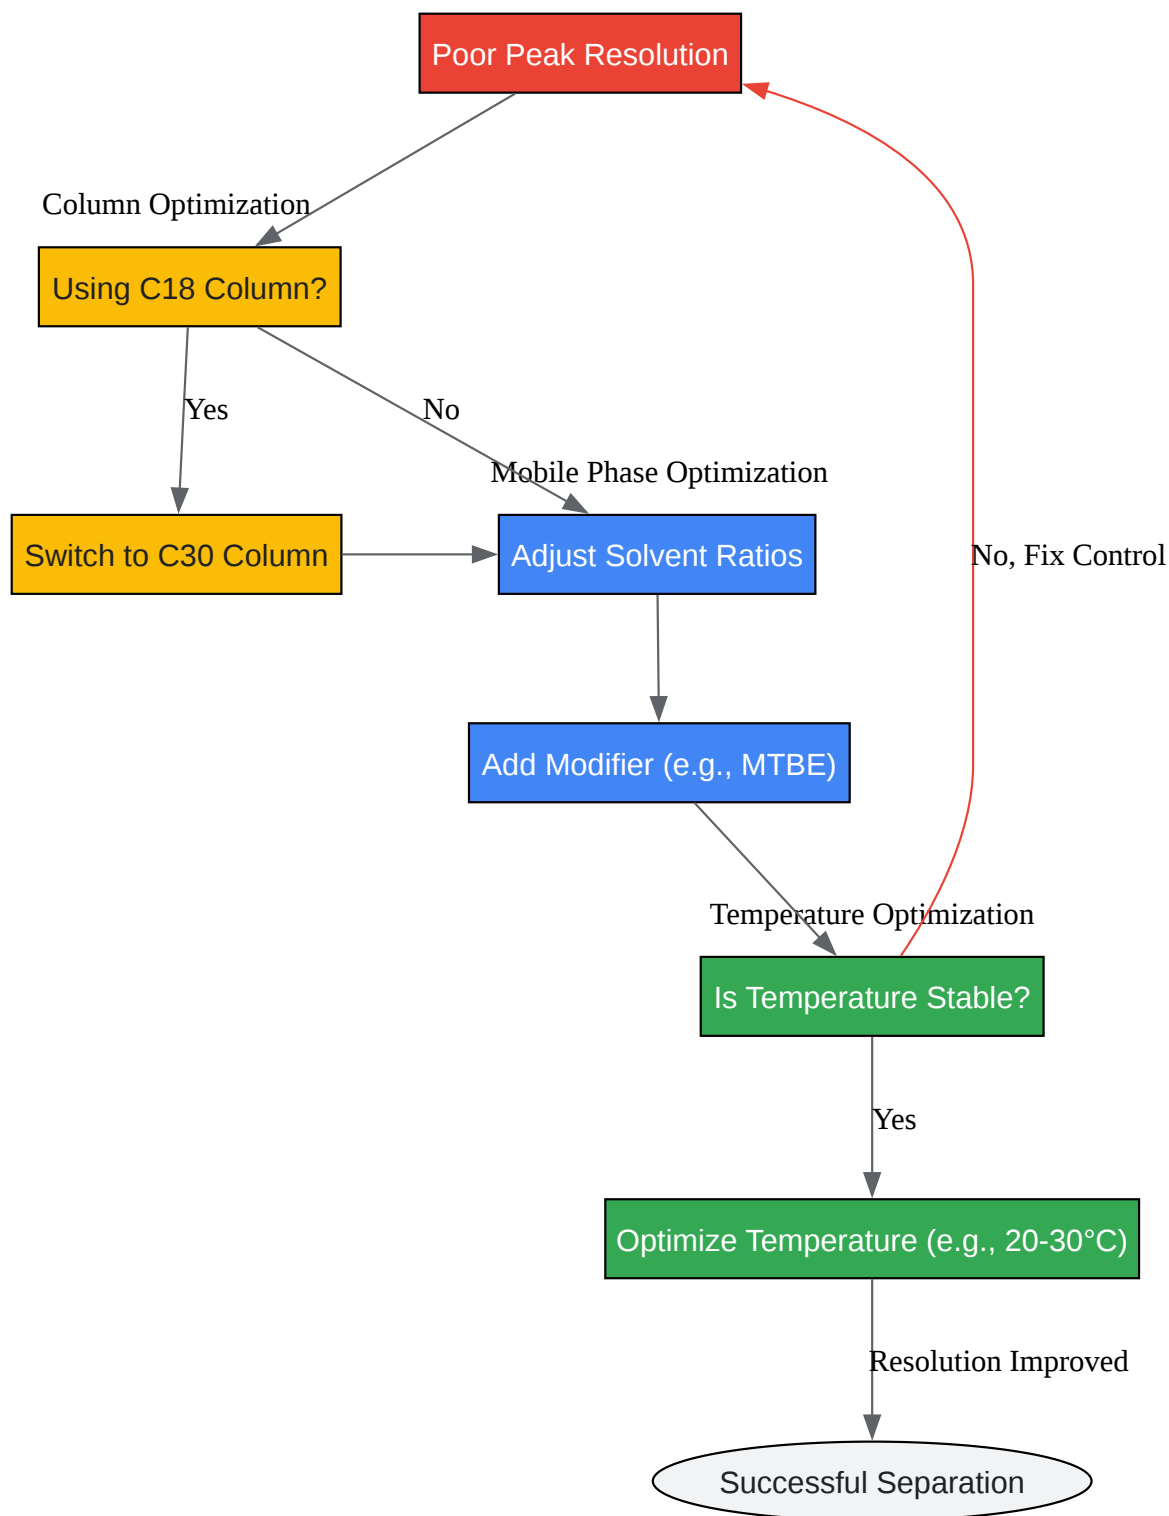 Poor Peak Resolution
Column Optimization
Using C18 Column?
Yes
No
Mobile Phase Optimization
Switch to C30 Column
Adjust Solvent Ratios
No, Fix Control
Add Modifier (e.g., MTBE)
Temperature Optimization
Is Temperature Stable?
Yes
Optimize Temperature (e.g., 20-30°C)
Resolution Improved
Successful Separation